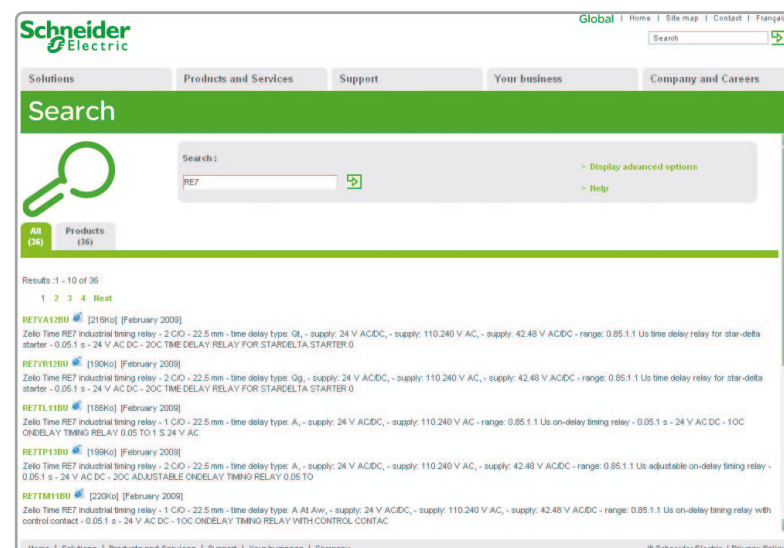 Schneider Electric
Global | Home | Site map | Contact | Français
Search
Solutions Products and Services Support Your business Company and Careers
Search
Search :
RE7
> Display advanced options
> Help
All (36) Products (36)
Results :1 - 10 of 36
1 2 3 4 Next
RE7YA12BU [216Ko] [February 2009]
Zelio Time RE7 industrial timing relay - 2 C/O - 22.5 mm - time delay type: Qt, - supply: 24 V AC/DC, - supply: 110.240 V AC, - supply: 42.48 V AC/DC - range: 0.85.1.1 Us time delay relay for star-delta
starter - 0.05.1 s - 24 V AC DC - 2OC TIME DELAY RELAY FOR STARDELTA STARTER 0
RE7YR12BU [190Ko] [February 2009]
Zelio Time RE7 industrial timing relay - 2 C/O - 22.5 mm - time delay type: Qg, - supply: 24 V AC/DC, - supply: 110.240 V AC, - supply: 42.48 V AC/DC - range: 0.85.1.1 Us time delay relay for star-delta
starter - 0.05.1 s - 24 V AC DC - 2OC TIME DELAY RELAY FOR STARDELTA STARTER 0
RE7TL11BU [186Ko] [February 2009]
Zelio Time RE7 industrial timing relay - 1 C/O - 22.5 mm - time delay type: A, - supply: 24 V AC/DC, - supply: 110.240 V AC - range: 0.85.1.1 Us on-delay timing relay - 0.05.1 s - 24 V AC DC - 1OC
ONDELAY TIMING RELAY 0.05 TO 1 S 24 V AC
RE7TP13BU [199Ko] [February 2009]
Zelio Time RE7 industrial timing relay - 2 C/O - 22.5 mm - time delay type: A, - supply: 24 V AC/DC, - supply: 110.240 V AC, - supply: 42.48 V AC/DC - range: 0.85.1.1 Us adjustable on-delay timing relay -
0.05.1 s - 24 V AC DC - 2OC ADJUSTABLE ONDELAY TIMING RELAY 0.05 TO
RE7TM11BU [220Ko] [February 2009]
Zelio Time RE7 industrial timing relay - 1 C/O - 22.5 mm - time delay type: A At Aw, - supply: 24 V AC/DC, - supply: 110.240 V AC, - supply: 42.48 V AC/DC - range: 0.85.1.1 Us on-delay timing relay with
control contact - 0.05.1 s - 24 V AC DC - 1OC ONDELAY TIMING RELAY WITH CONTROL CONTAC
Home | Solutions | Products and Services | Support | Your business | Company © Schneider Electric | Privacy Policy